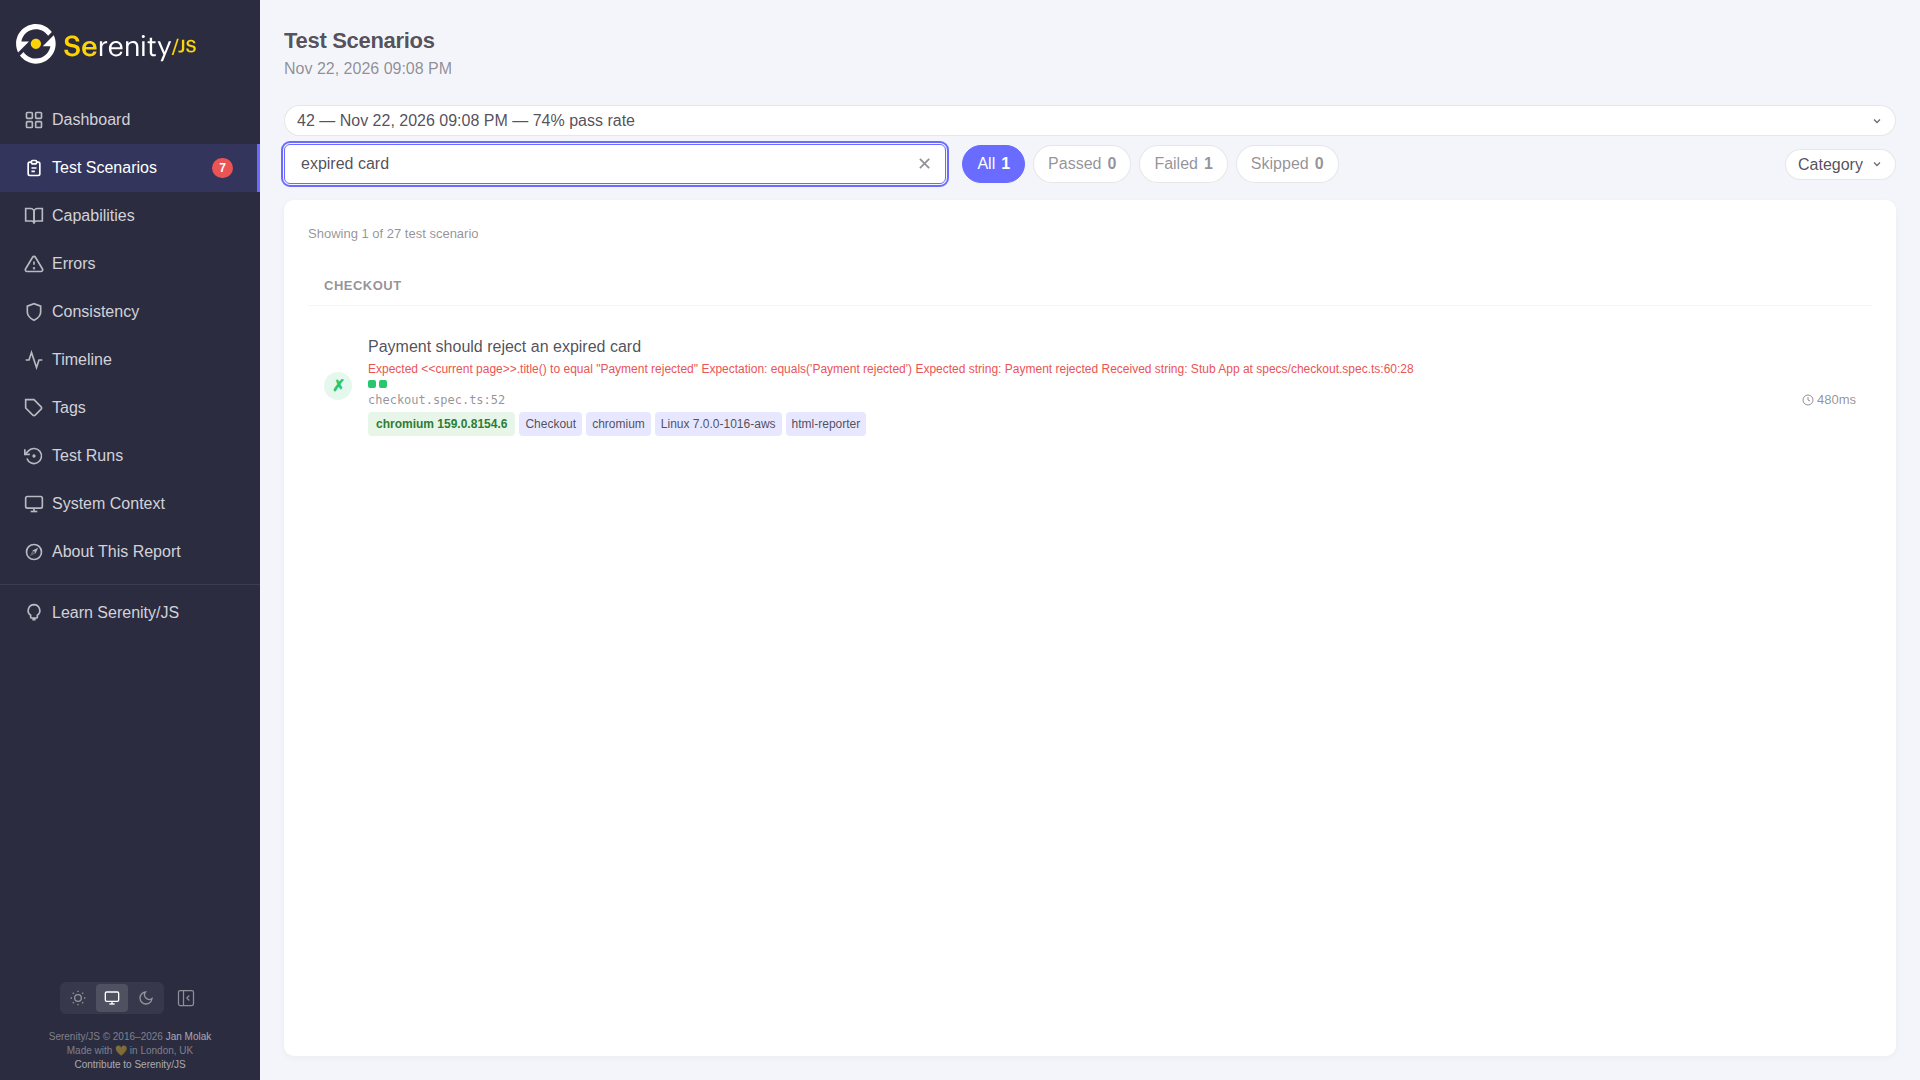 Serenity/JS
Dashboard
Test Scenarios 7
Capabilities
Errors
Consistency
Timeline
Tags
Test Runs
System Context
About This Report
Learn Serenity/JS
Serenity/JS © 2016–2026 Jan Molak
Made with 🤎 in London, UK
Contribute to Serenity/JS
Test Scenarios
Nov 22, 2026 09:08 PM
42 — Nov 22, 2026 09:08 PM — 74% pass rate
expired card ✕ All 1 Passed 0 Failed 1 Skipped 0 Category
Showing 1 of 27 test scenario
CHECKOUT
Payment should reject an expired card
Expected <<current page>>.title() to equal "Payment rejected" Expectation: equals('Payment rejected') Expected string: Payment rejected Received string: Stub App at specs/checkout.spec.ts:60:28
✗
checkout.spec.ts:52 480ms
chromium 159.0.8154.6 Checkout chromium Linux 7.0.0-1016-aws html-reporter